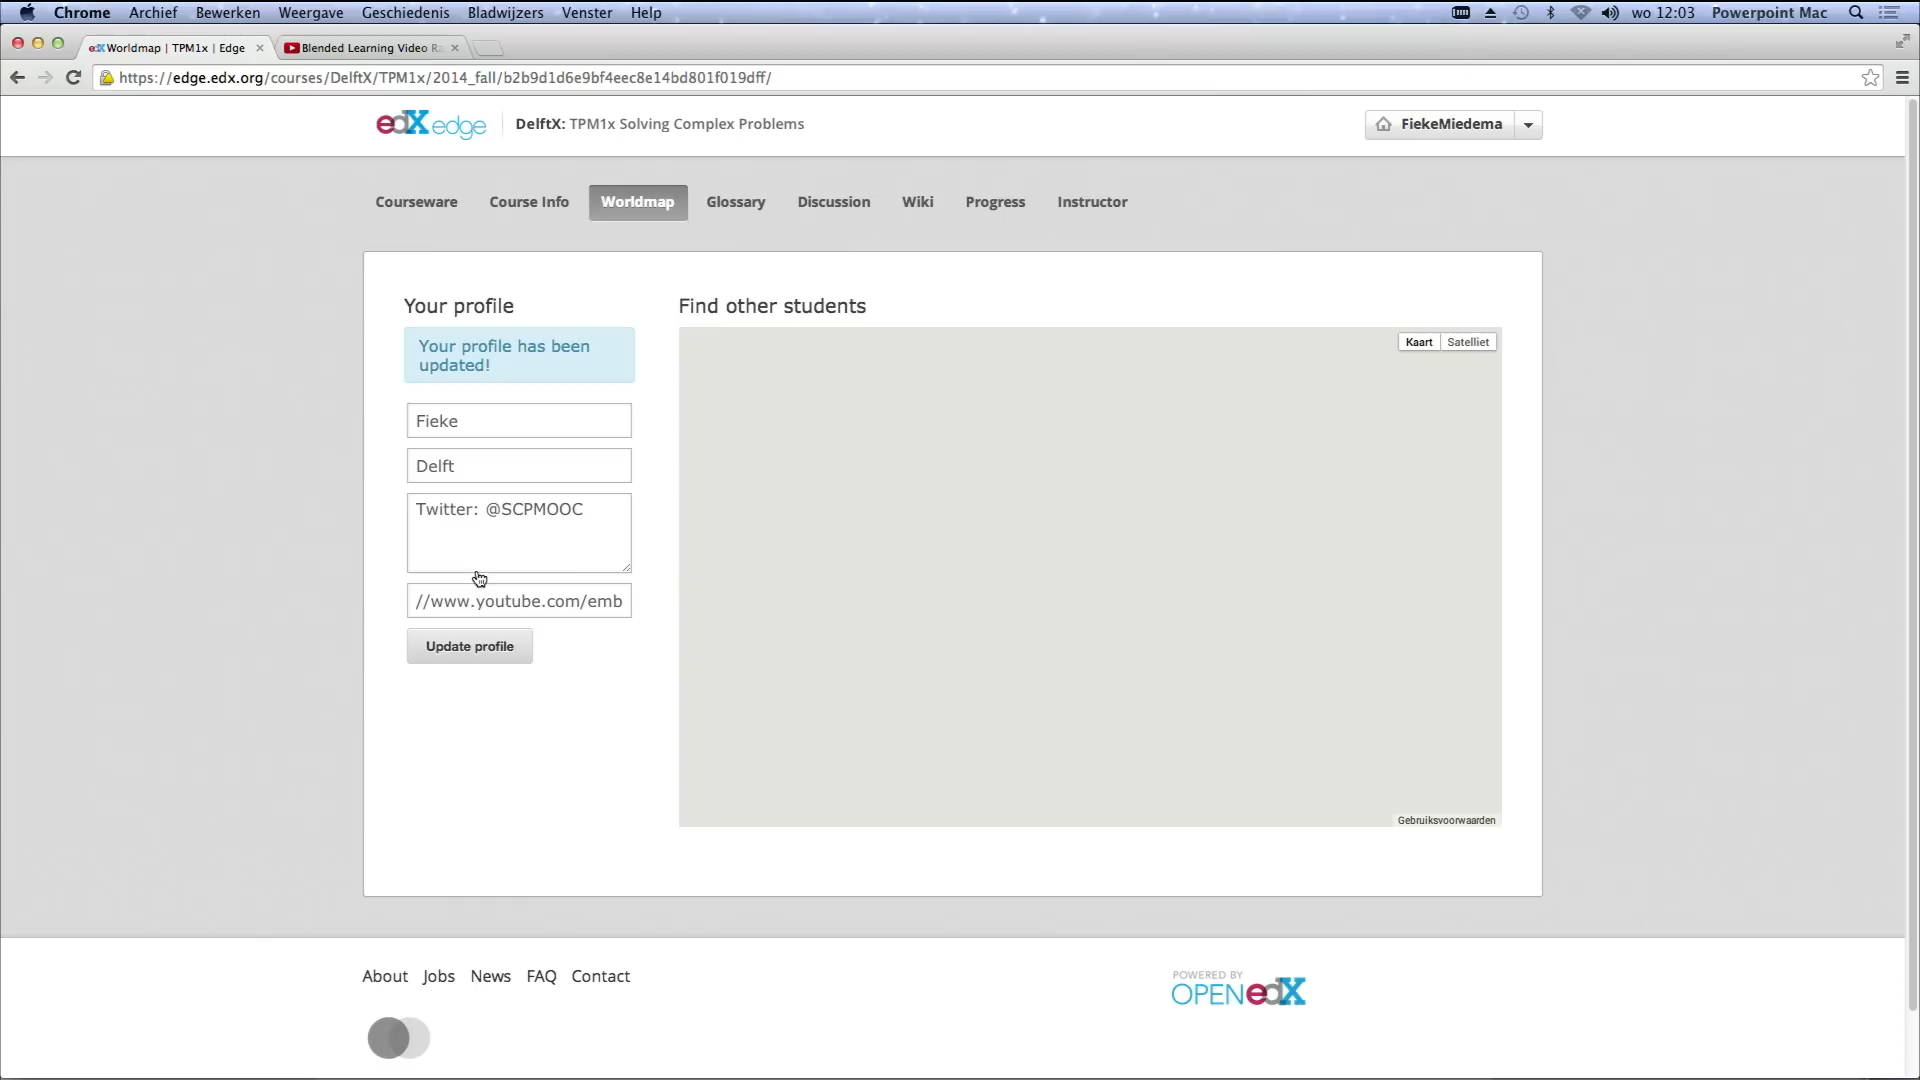 Chrome Archief Bewerken Weergave Geschiedenis Bladwijzers Venster Help wo 12:03 Powerpoint Mac
Worldmap | TPM1x | Edge Blended Learning Video
https://edge.edx.org/courses/DelftX/TPM1x/2014_fall/b2b9d1d6e9bf4eec8e14bd801f019dff/
edX edge DelftX: TPM1x Solving Complex Problems FiekeMiedema
Courseware Course Info Worldmap Glossary Discussion Wiki Progress Instructor
Your profile
Your profile has been
updated!
Fieke
Delft
Twitter: @SCPMOOC
//www.youtube.com/emb
Update profile
Find other students
Kaart Satelliet
Gebruiksvoorwaarden
About Jobs News FAQ Contact
POWERED BY
OPEN edX